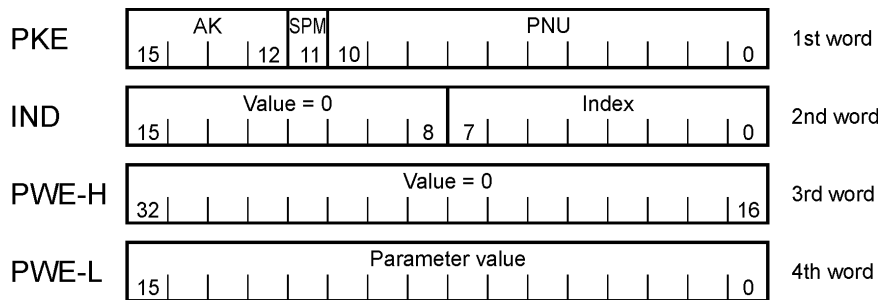 PKE AK SPM PNU 1st word
15 12 11 10 0
IND Value = 0 Index 2nd word
15 8 7 0
PWE-H Value = 0 3rd word
32 16
PWE-L Parameter value 4th word
15 0